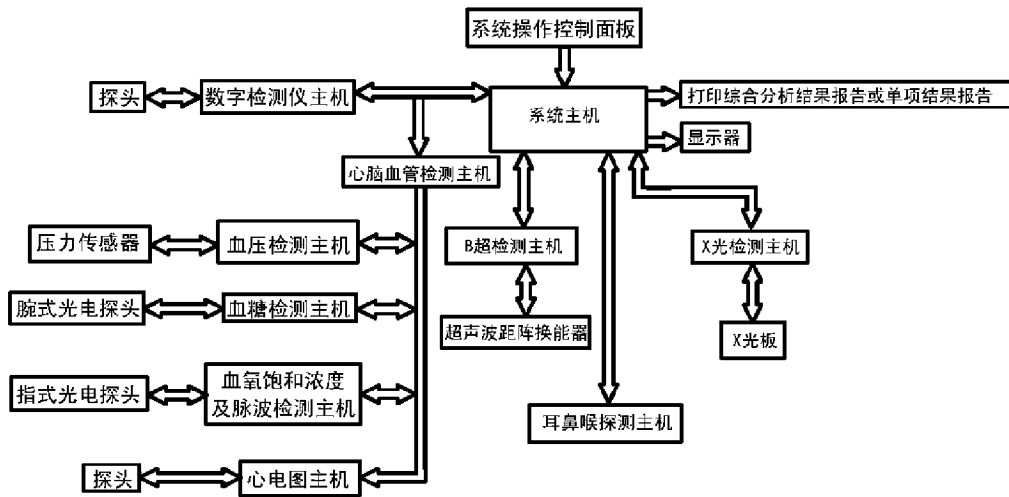 系统操作控制面板
探头
数字检测仪主机
系统主机
打印综合分析结果报告或单项结果报告
显示器
心脑血管检测主机
压力传感器
血压检测主机
B超检测主机
X光检测主机
腕式光电探头
血糖检测主机
超声波距阵换能器
X光板
指式光电探头
血氧饱和浓度
及脉波检测主机
耳鼻喉探测主机
探头
心电图主机